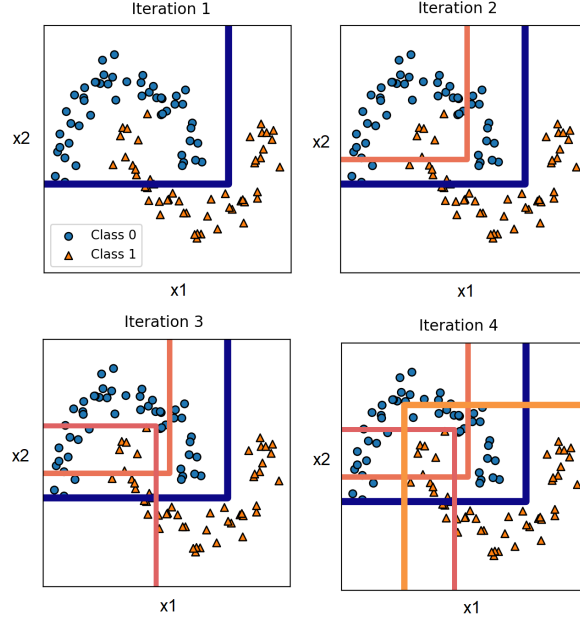 Iteration 1
Iteration 2
x2
Class 0
Class 1
x1
x2
x1
Iteration 3
Iteration 4
x2
x1
x2
x1